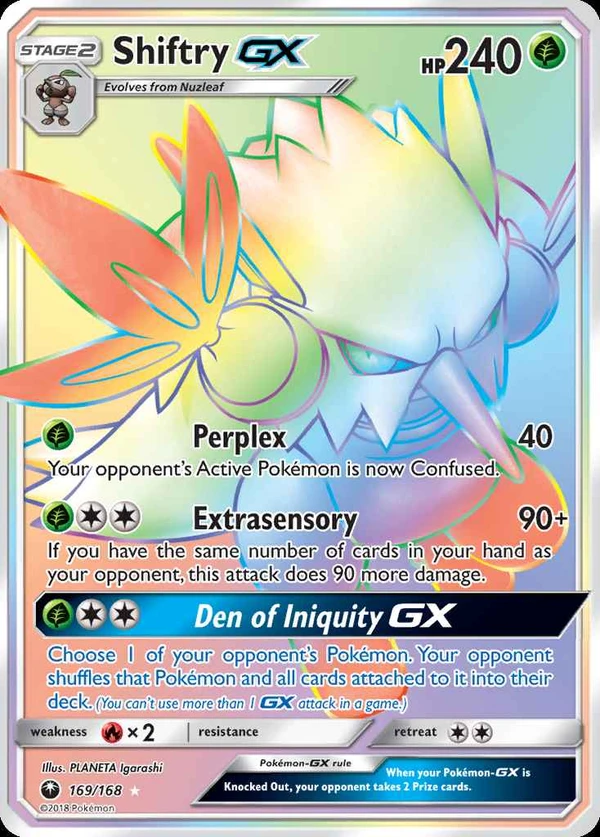 STAGE2 Shiftry GX HP240
Evolves from Nuzleaf
Perplex 40
Your opponent's Active Pokémon is now Confused.
Extrasensory 90+
If you have the same number of cards in your hand as
your opponent, this attack does 90 more damage.
Den of Iniquity GX
Choose 1 of your opponent's Pokémon. Your opponent
shuffles that Pokémon and all cards attached to it into their
deck. (You can't use more than 1 GX attack in a game.)
weakness ×2 resistance retreat
Illus. PLANETA Igarashi
169/168
©2018 Pokémon
Pokémon-GX rule
When your Pokémon-GX is
Knocked Out, your opponent takes 2 Prize cards.